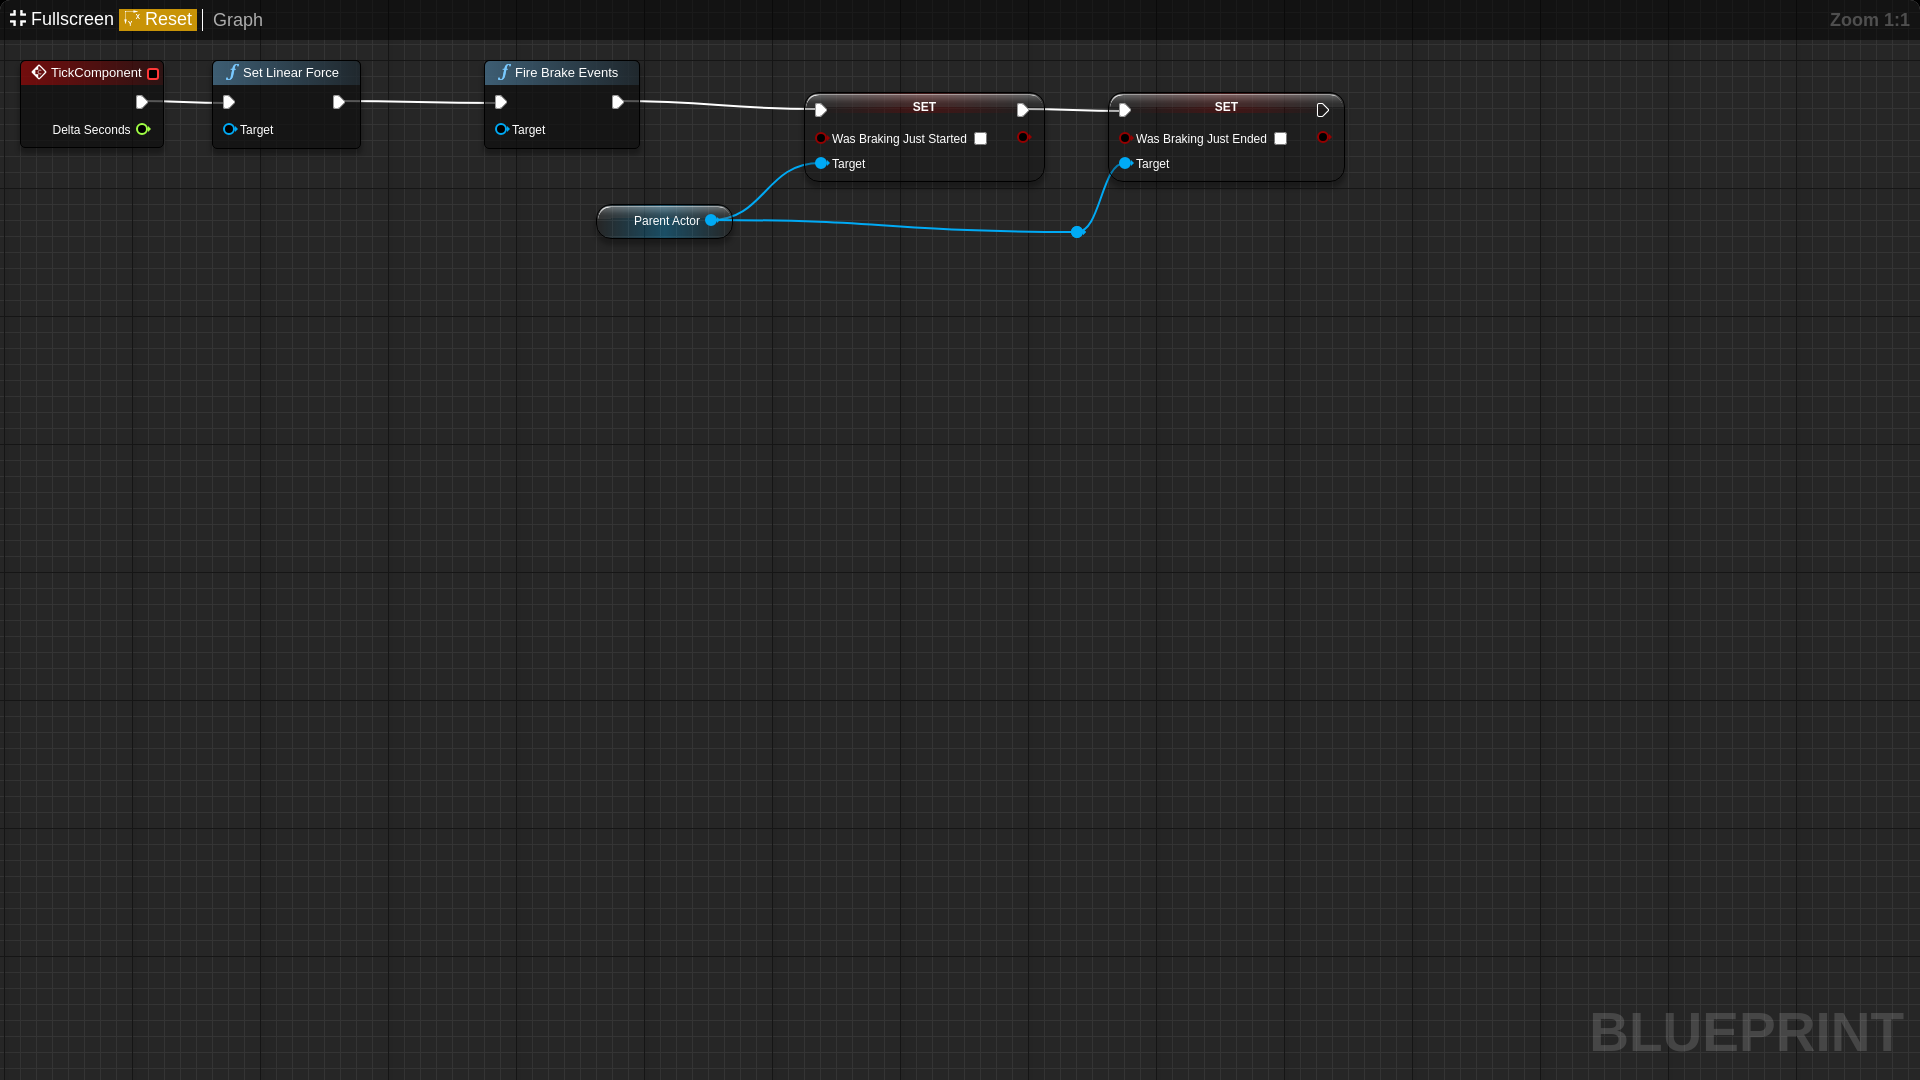 Fullscreen Reset Graph Zoom 1:1
TickComponent
Delta Seconds
Set Linear Force
Target
Fire Brake Events
Target
SET
Was Braking Just Started
Target
SET
Was Braking Just Ended
Target
Parent Actor
BLUEPRINT